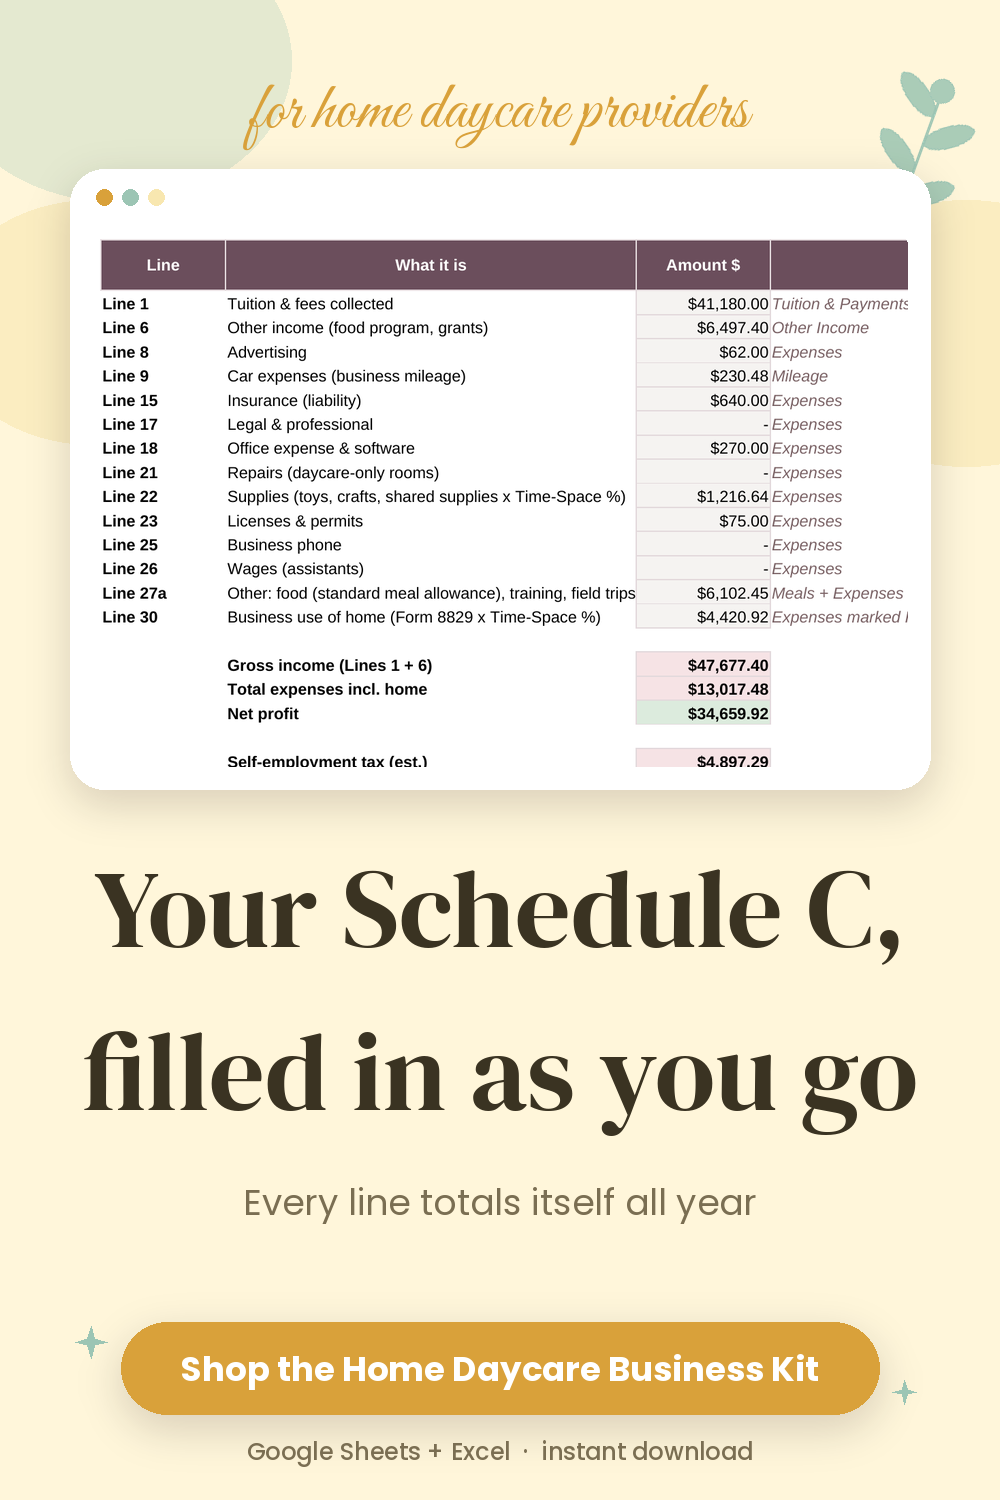 for home daycare providers
Line What it is Amount $
Line 1 Tuition & fees collected $41,180.00 Tuition & Payments
Line 6 Other income (food program, grants) $6,497.40 Other Income
Line 8 Advertising $62.00 Expenses
Line 9 Car expenses (business mileage) $230.48 Mileage
Line 15 Insurance (liability) $640.00 Expenses
Line 17 Legal & professional - Expenses
Line 18 Office expense & software $270.00 Expenses
Line 21 Repairs (daycare-only rooms) - Expenses
Line 22 Supplies (toys, crafts, shared supplies x Time-Space %) $1,216.64 Expenses
Line 23 Licenses & permits $75.00 Expenses
Line 25 Business phone - Expenses
Line 26 Wages (assistants) - Expenses
Line 27a Other: food (standard meal allowance), training, field trips $6,102.45 Meals + Expenses
Line 30 Business use of home (Form 8829 x Time-Space %) $4,420.92 Expenses marked
Gross income (Lines 1 + 6) $47,677.40
Total expenses incl. home $13,017.48
Net profit $34,659.92
Self-employment tax (est.) $4,897.29
Your Schedule C,
filled in as you go
Every line totals itself all year
Shop the Home Daycare Business Kit
Google Sheets + Excel · instant download